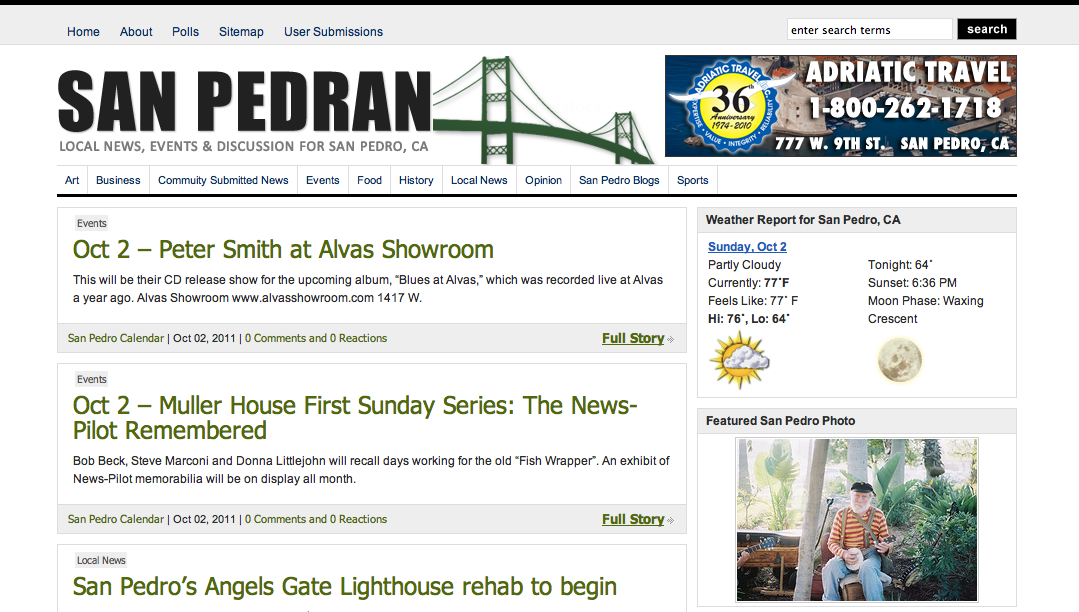 Home About Polls Sitemap User Submissions
enter search terms search
SAN PEDRAN
LOCAL NEWS, EVENTS & DISCUSSION FOR SAN PEDRO, CA
ADRIATIC TRAVEL
36th
Anniversary
1974-2010
VALUE • INTEGRITY
ADRIATIC TRAVEL
1-800-262-1718
777 W. 9TH ST. SAN PEDRO, CA
Art Business Commuity Submitted News Events Food History Local News Opinion San Pedro Blogs Sports
Events
Oct 2 – Peter Smith at Alvas Showroom
This will be their CD release show for the upcoming album, “Blues at Alvas,” which was recorded live at Alvas
a year ago. Alvas Showroom www.alvasshowroom.com 1417 W.
San Pedro Calendar | Oct 02, 2011 | 0 Comments and 0 Reactions Full Story
Events
Oct 2 – Muller House First Sunday Series: The News-
Pilot Remembered
Bob Beck, Steve Marconi and Donna Littlejohn will recall days working for the old “Fish Wrapper”. An exhibit of
News-Pilot memorabilia will be on display all month.
San Pedro Calendar | Oct 02, 2011 | 0 Comments and 0 Reactions Full Story
Local News
San Pedro’s Angels Gate Lighthouse rehab to begin
Weather Report for San Pedro, CA
Sunday, Oct 2
Partly Cloudy
Currently: 77˚F
Feels Like: 77˚ F
Hi: 76˚, Lo: 64˚
Tonight: 64˚
Sunset: 6:36 PM
Moon Phase: Waxing
Crescent
Featured San Pedro Photo